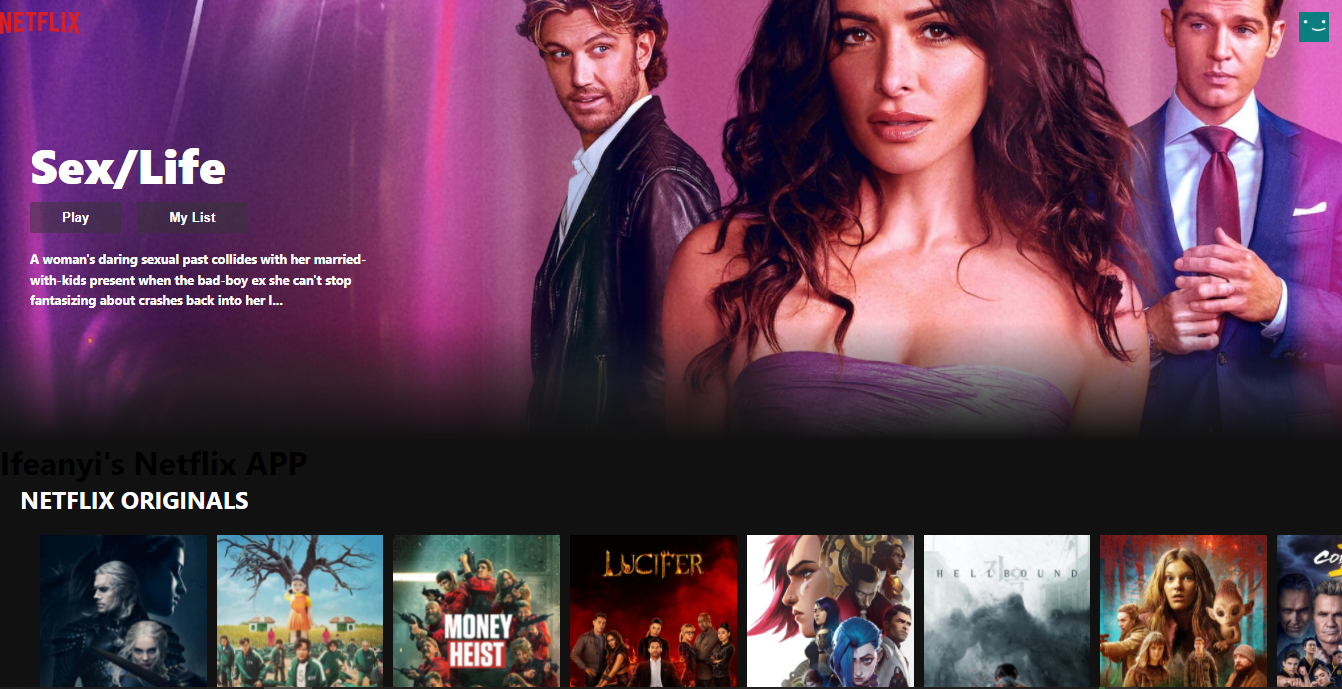 NETFLIX
Sex/Life
Play
My List
A woman's daring sexual past collides with her married-
with-kids present when the bad-boy ex she can't stop
fantasizing about crashes back into her l...
Ifeanyi's Netflix APP
NETFLIX ORIGINALS
LUCIFER
HELLBOUND
MONEY
HEIST